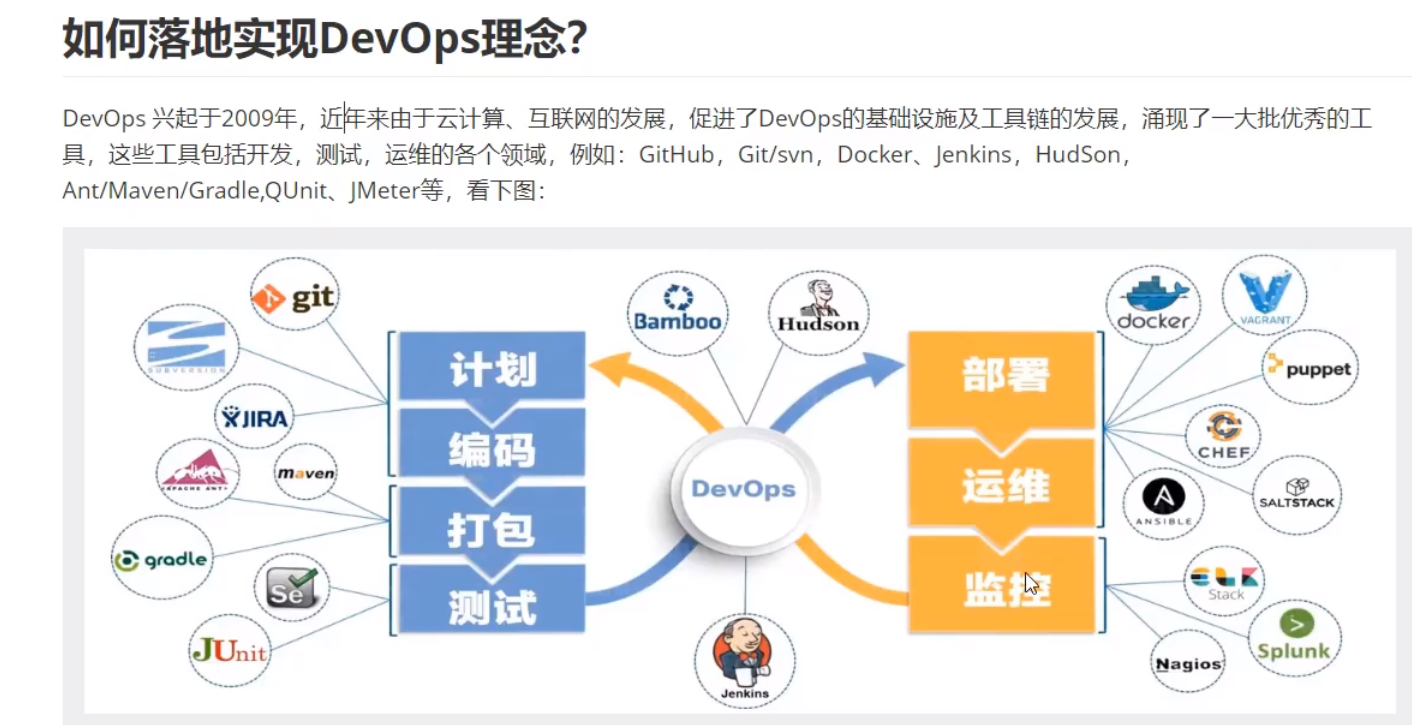 如何落地实现DevOps理念?
DevOps 兴起于2009年，近年来由于云计算、互联网的发展，促进了DevOps的基础设施及工具链的发展，涌现了一大批优秀的工
具，这些工具包括开发，测试，运维的各个领域，例如：GitHub，Git/svn，Docker、Jenkins，HudSon，
Ant/Maven/Gradle,QUnit、JMeter等，看下图：
git
SUBVERSION
JIRA
APACHE ANT
maven
gradle
Se
JUnit
计划
编码
打包
测试
Bamboo
Hudson
DevOps
Jenkins
部署
运维
监控
docker
VAGRANT
puppet
CHEF
ANSIBLE
SALTSTACK
ELK
Stack
Splunk
Nagios